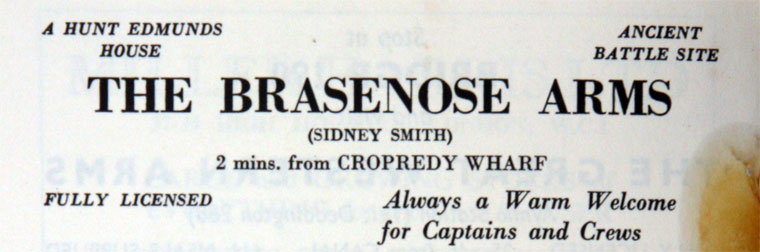 A HUNT EDMUNDS HOUSE
ANCIENT BATTLE SITE
THE BRASENOSE ARMS
(SIDNEY SMITH)
2 mins. from CROPREDY WHARF
FULLY LICENSED
Always a Warm Welcome
for Captains and Crews